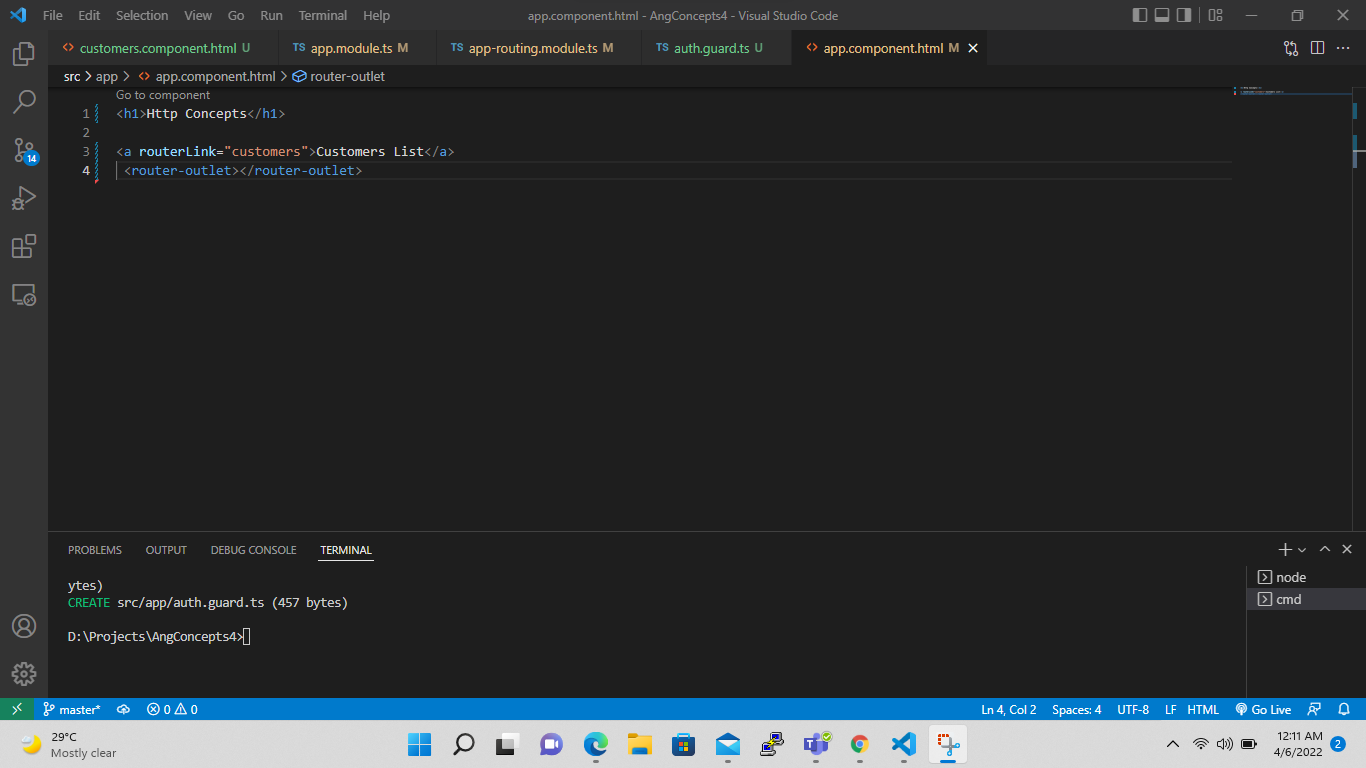 File Edit Selection View Go Run Terminal Help app.component.html - AngConcepts4 - Visual Studio Code
customers.component.html U TS app.module.ts M TS app-routing.module.ts M TS auth.guard.ts U app.component.html M
src > app > app.component.html > router-outlet
Go to component
1 <h1>Http Concepts</h1>
2
3 <a routerLink="customers">Customers List</a>
4 <router-outlet></router-outlet>
14
PROBLEMS OUTPUT DEBUG CONSOLE TERMINAL
ytes)
CREATE src/app/auth.guard.ts (457 bytes)
D:\Projects\AngConcepts4>
node
cmd
master* 0 0 Ln 4, Col 2 Spaces: 4 UTF-8 LF HTML Go Live
29°C
Mostly clear
12:11 AM
4/6/2022 2